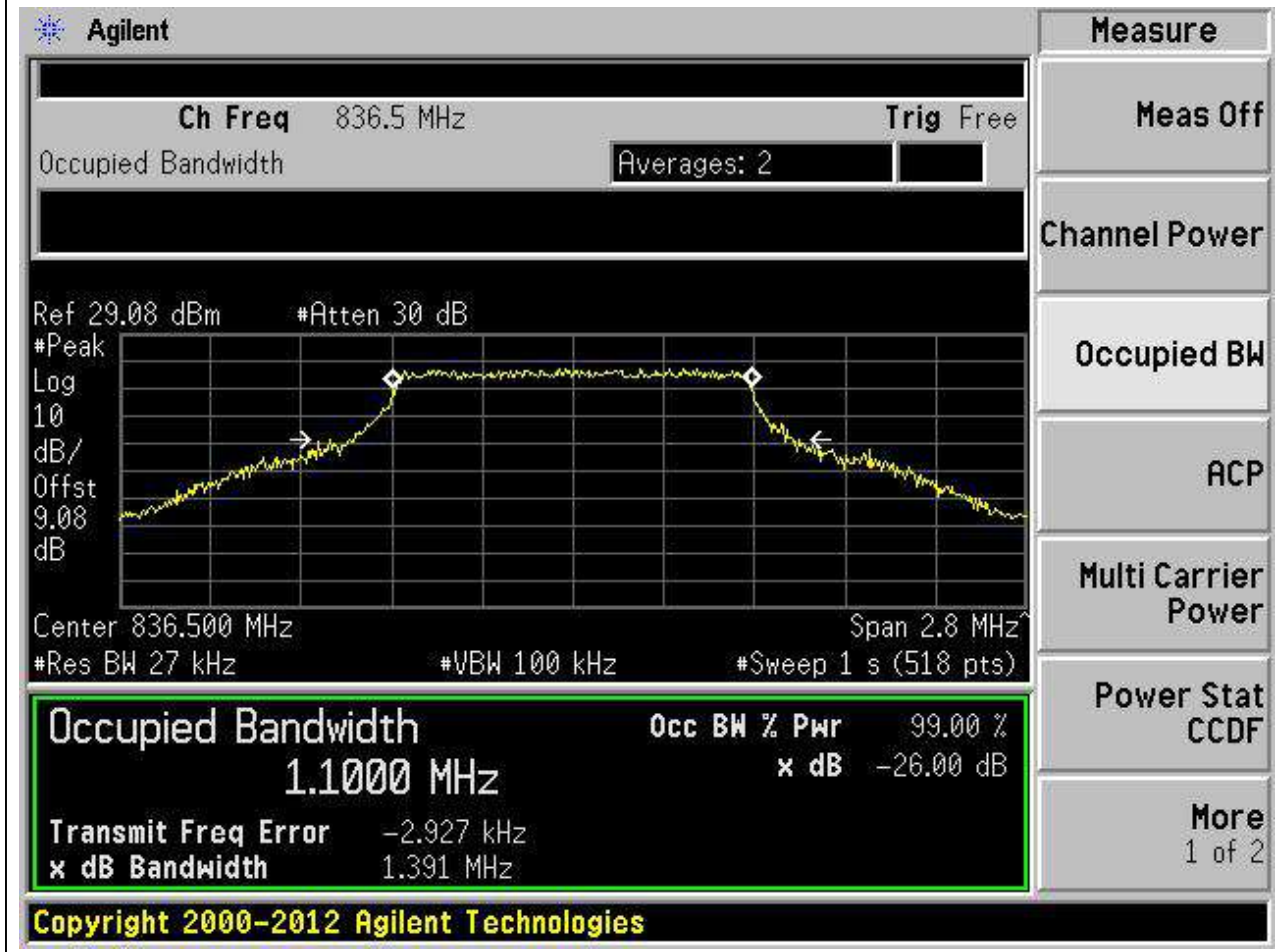 Agilent
Measure
Ch Freq 836.5 MHz Trig Free
Occupied Bandwidth Averages: 2
Ref 29.08 dBm #Atten 30 dB
#Peak
Log
10
dB/
Offst
9.08
dB
Center 836.500 MHz Span 2.8 MHz^
#Res BW 27 kHz #VBW 100 kHz #Sweep 1 s (518 pts)
Occupied Bandwidth Occ BW % Pwr 99.00 %
1.1000 MHz x dB -26.00 dB
Transmit Freq Error -2.927 kHz
x dB Bandwidth 1.391 MHz
Meas Off
Channel Power
Occupied BW
ACP
Multi Carrier
Power
Power Stat
CCDF
More
1 of 2
Copyright 2000-2012 Agilent Technologies